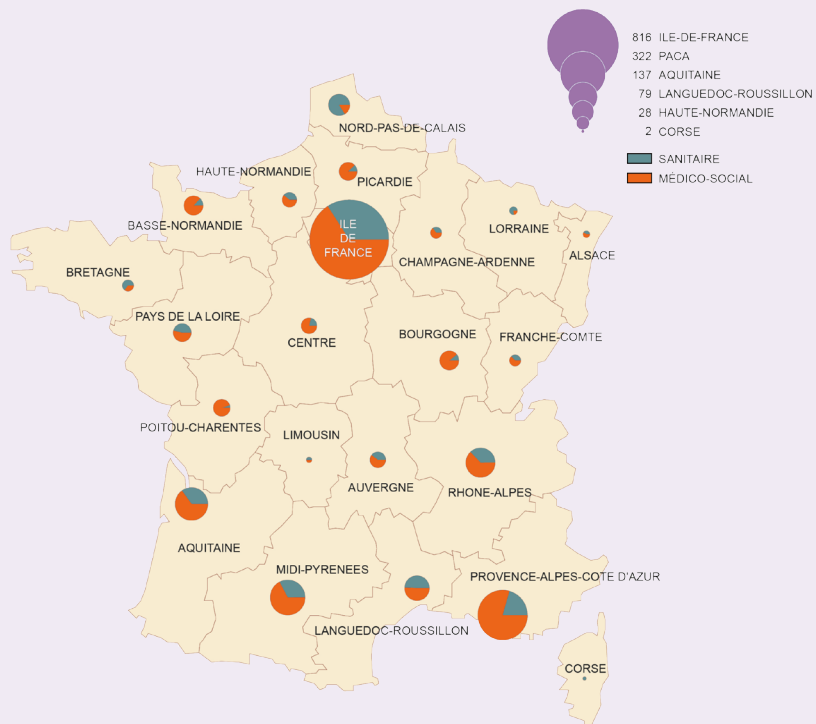 816 ILE-DE-FRANCE
322 PACA
137 AQUITAINE
79 LANGUEDOC-ROUSSILLON
28 HAUTE-NORMANDIE
2 CORSE
SANITAIRE
MÉDICO-SOCIAL
NORD-PAS-DE-CALAIS
HAUTE-NORMANDIE
PICARDIE
BASSE-NORMANDIE
ILE
DE
FRANCE
LORRAINE
CHAMPAGNE-ARDENNE
ALSACE
BRETAGNE
PAYS DE LA LOIRE
CENTRE
BOURGOGNE
FRANCHE-COMTE
POITOU-CHARENTES
LIMOUSIN
AUVERGNE
RHONE-ALPES
AQUITAINE
MIDI-PYRENEES
PROVENCE-ALPES-COTE D'AZUR
LANGUEDOC-ROUSSILLON
CORSE